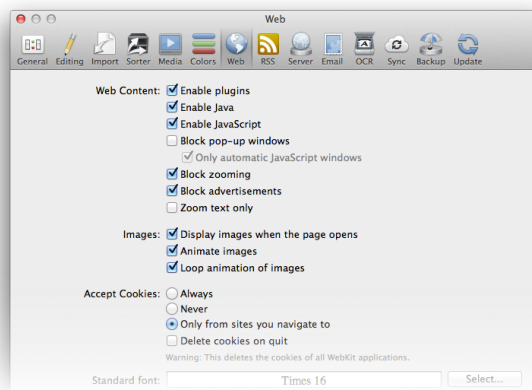 Web
General Editing Import Sorter Media Colors Web RSS Server Email OCR Sync Backup Update
Web Content: Enable plugins
Enable Java
Enable JavaScript
Block pop-up windows
Only automatic JavaScript windows
Block zooming
Block advertisements
Zoom text only
Images: Display images when the page opens
Animate images
Loop animation of images
Accept Cookies: Always
Never
Only from sites you navigate to
Delete cookies on quit
Warning: This deletes the cookies of all WebKit applications.
Standard font: Times 16 Select...